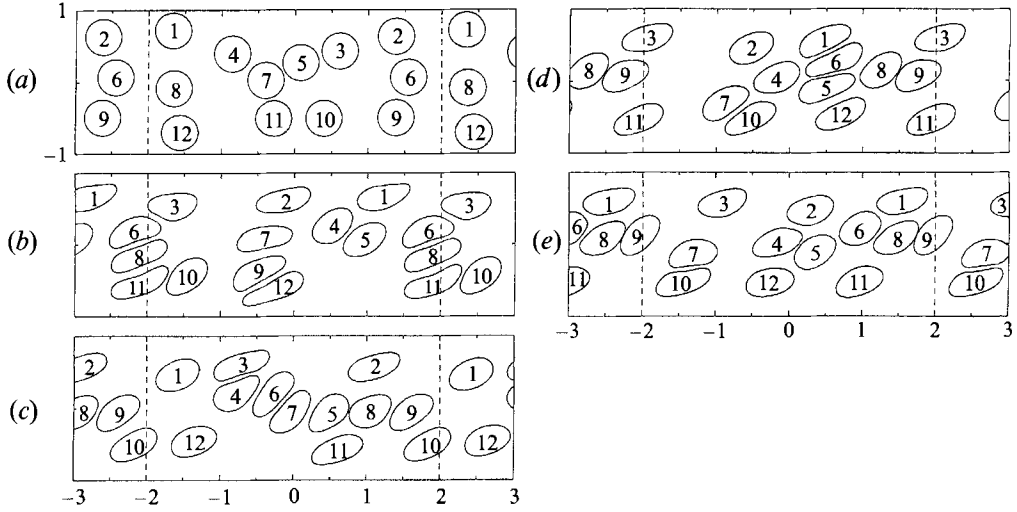 1
2 1 4 5 3 2 1
(a) 6 7 8 6 8
9 12 11 10 9 12
−1
(b) 1 3 2 1 3
6 7 4 5 6
8 9 8
11 10 12 11 10
(c) 2 1 3 2 1
8 9 4 6 7 5 8 9
10 12 11 10 12
−3 −2 −1 0 1 2 3
(d) 3 2 1 3
8 9 4 6 8 9
7 5
11 10 12 11
(e) 1 3 2 1 3
6 8 9 4 5 6 8 9
7 7
11 10 12 11 10
−3 −2 −1 0 1 2 3